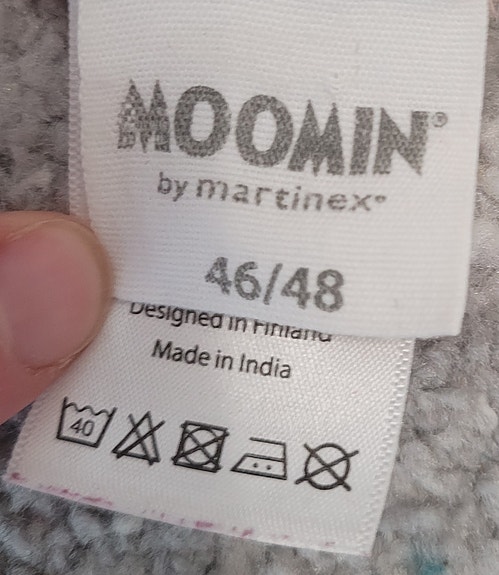 MOOMIN®
by martinex®
46/48
Designed in Finland
Made in India
40